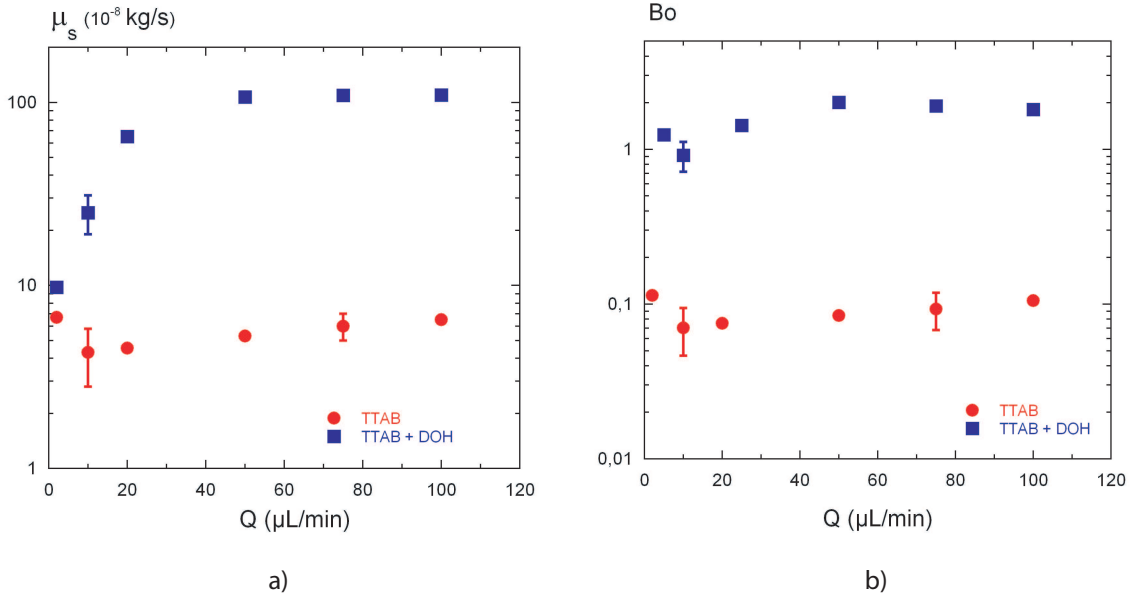 μs (10-8 kg/s)
100
10
1
0 20 40 60 80 100 120
Q (µL/min)
TTAB
TTAB + DOH
a)
Bo
1
0,1
0,01
0 20 40 60 80 100 120
Q (µL/min)
TTAB
TTAB + DOH
b)